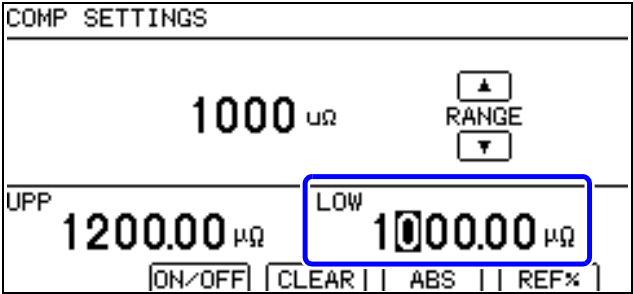 COMP SETTINGS
1000 uΩ
▲
RANGE
▼
UPP 1200.00 μΩ LOW 1000.00 μΩ
ON/OFF CLEAR ABS REF%